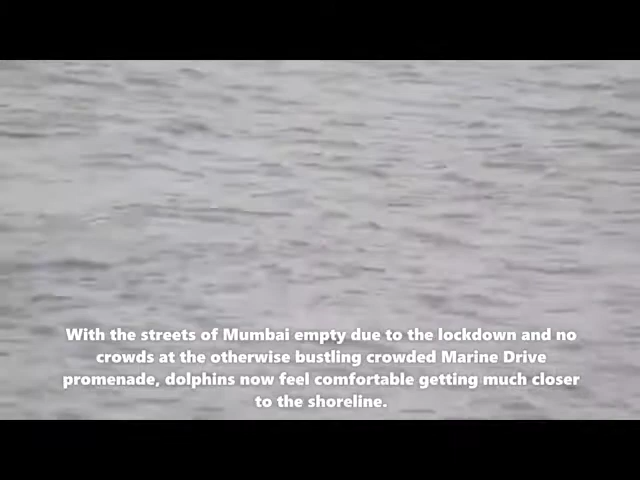 With the streets of Mumbai empty due to the lockdown and no
crowds at the otherwise bustling crowded Marine Drive
promenade, dolphins now feel comfortable getting much closer
to the shoreline.